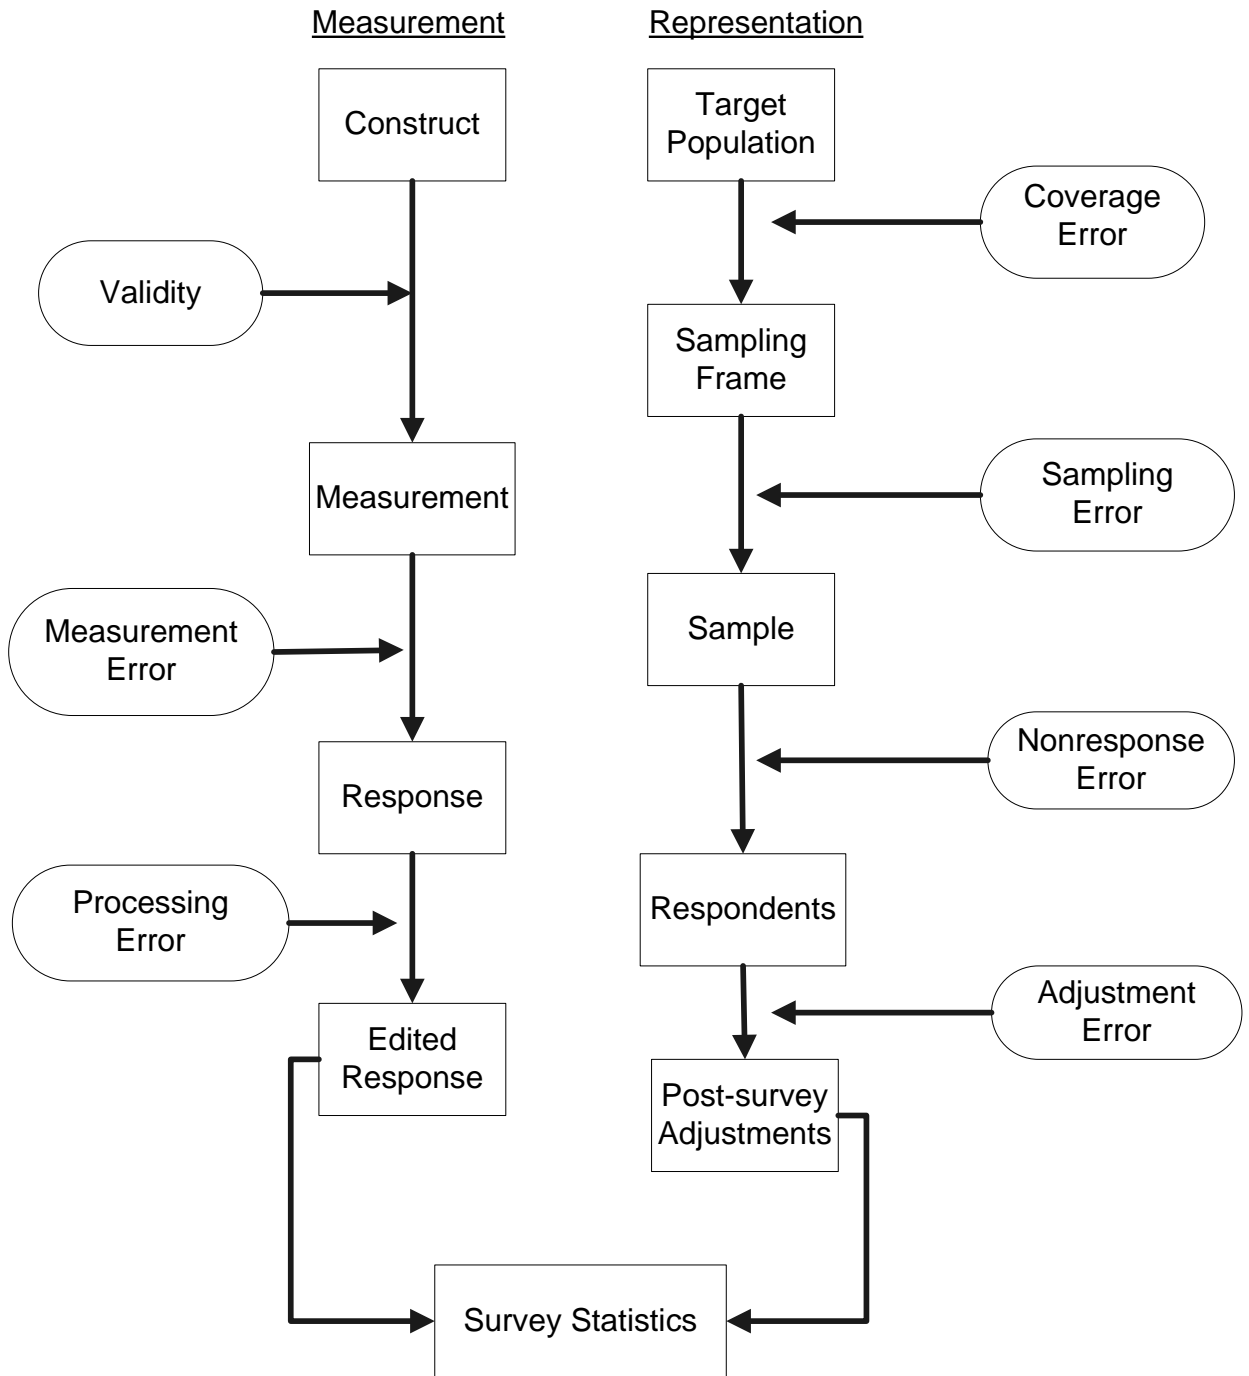 Measurement
Representation
Construct
Target
Population
Coverage
Error
Validity
Sampling
Frame
Measurement
Sampling
Error
Measurement
Error
Sample
Response
Nonresponse
Error
Processing
Error
Respondents
Edited
Response
Adjustment
Error
Post-survey
Adjustments
Survey Statistics